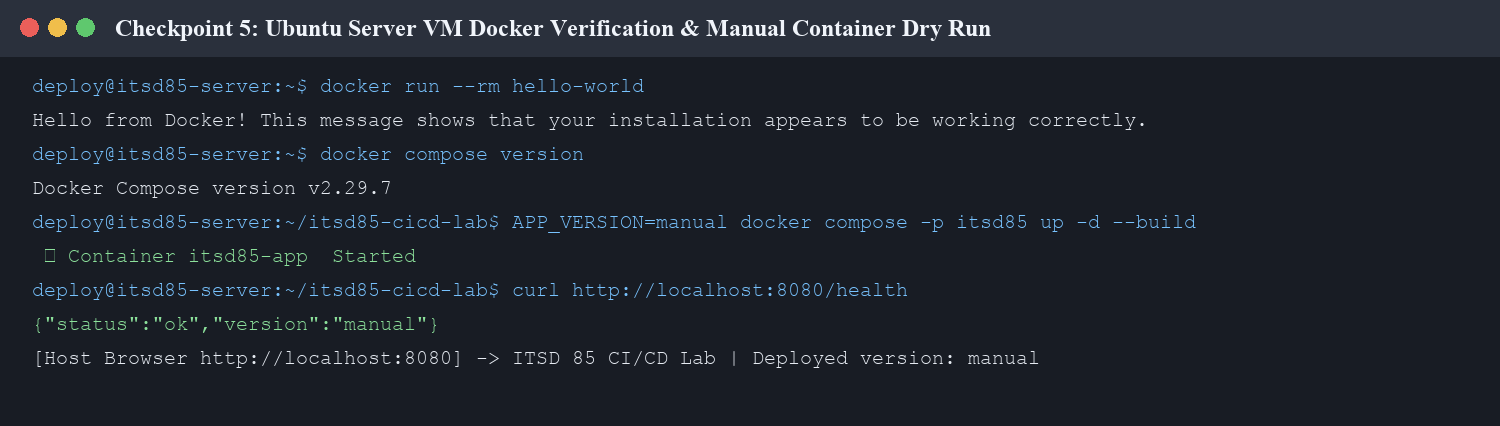 Checkpoint 5: Ubuntu Server VM Docker Verification & Manual Container Dry Run
deploy@itsd85-server:~$ docker run --rm hello-world
Hello from Docker! This message shows that your installation appears to be working correctly.
deploy@itsd85-server:~$ docker compose version
Docker Compose version v2.29.7
deploy@itsd85-server:~/itsd85-cicd-lab$ APP_VERSION=manual docker compose -p itsd85 up -d --build
Container itsd85-app  Started
deploy@itsd85-server:~/itsd85-cicd-lab$ curl http://localhost:8080/health
{"status":"ok","version":"manual"}
[Host Browser http://localhost:8080] -> ITSD 85 CI/CD Lab | Deployed version: manual